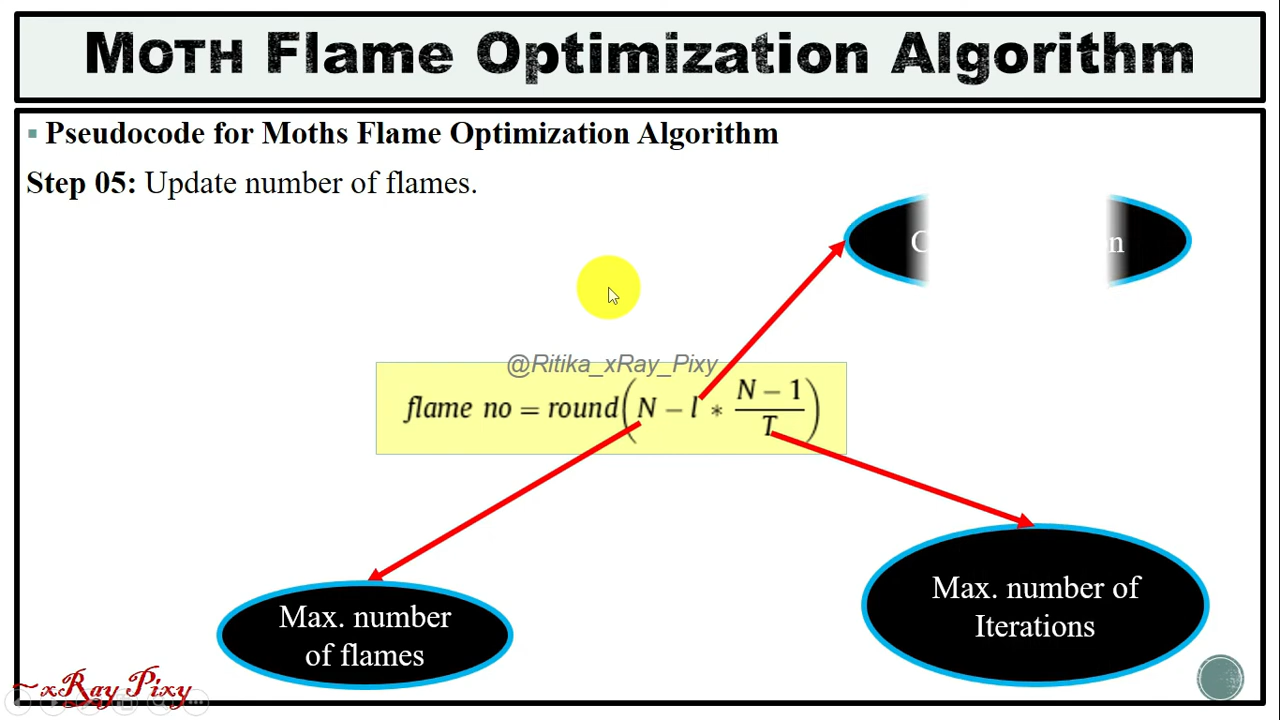 Moth Flame Optimization Algorithm
Pseudocode for Moths Flame Optimization Algorithm
Step 05: Update number of flames.
@Ritika_xRay_Pixy
flame no = round(N − l * (N − 1)/T)
Max. number
of flames
Max. number of
Iterations
~xRay Pixy